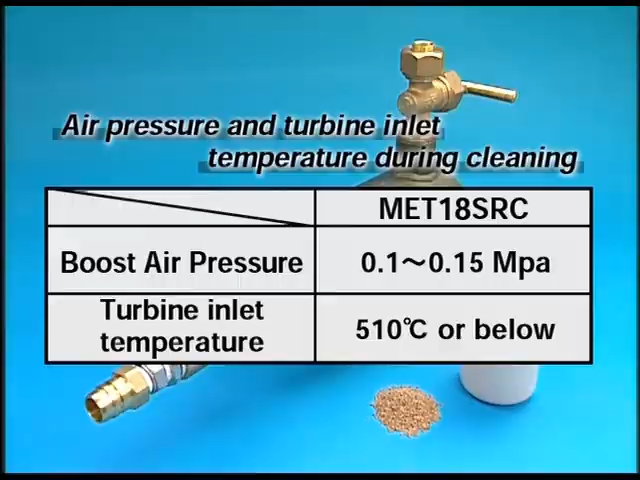 Air pressure and turbine inlet
temperature during cleaning
MET18SRC
Boost Air Pressure
0.1〜0.15 Mpa
Turbine inlet
temperature
510℃ or below